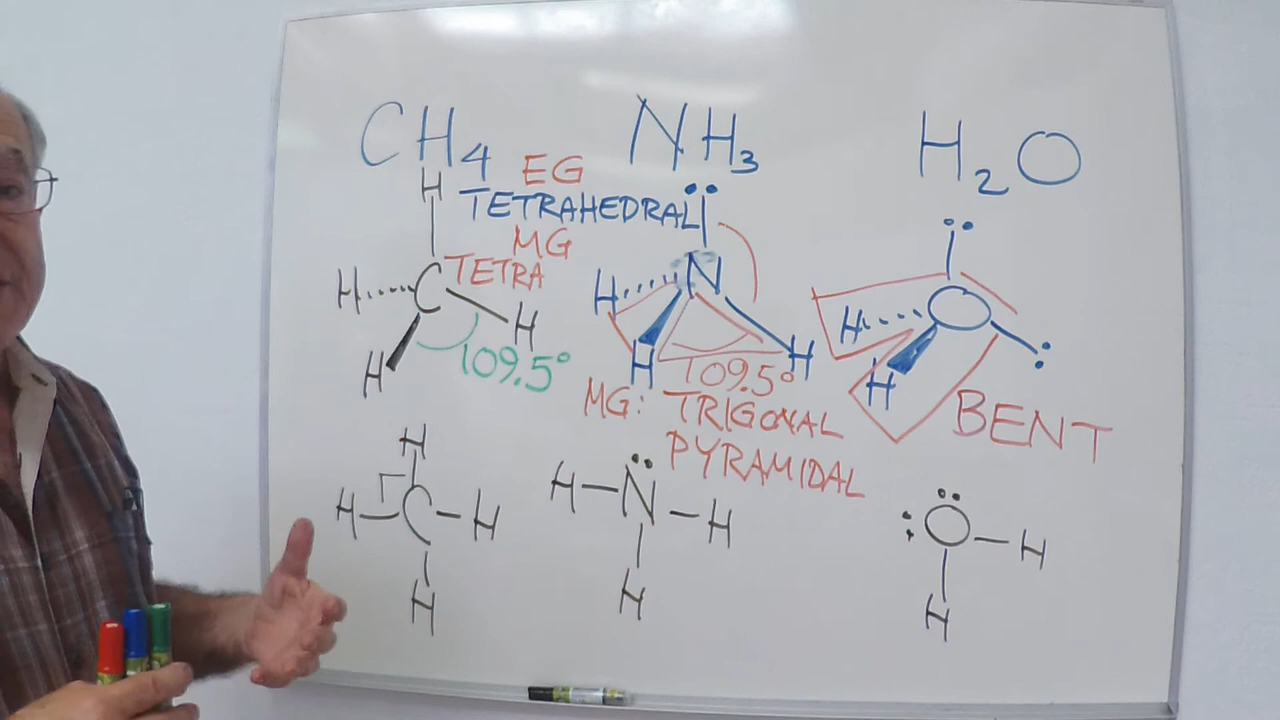 CH4
NH3
H2O
EG
TETRAHEDRAL
MG
TETRA
H
H
C
H
H
109.5°
N
H
H
H
109.5°
MG: TRIGONAL
PYRAMIDAL
O
H
H
BENT
H
H C H
H
H N H
H
O H
H